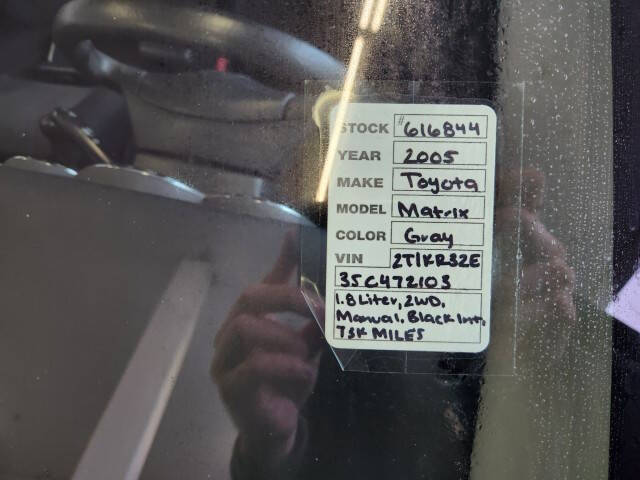 STOCK #616844
YEAR 2005
MAKE Toyota
MODEL Matrix
COLOR Gray
VIN 2T1KR32E
35C472103
1.8 Liter, 2WD,
Manual, Black Int,
73K MILES